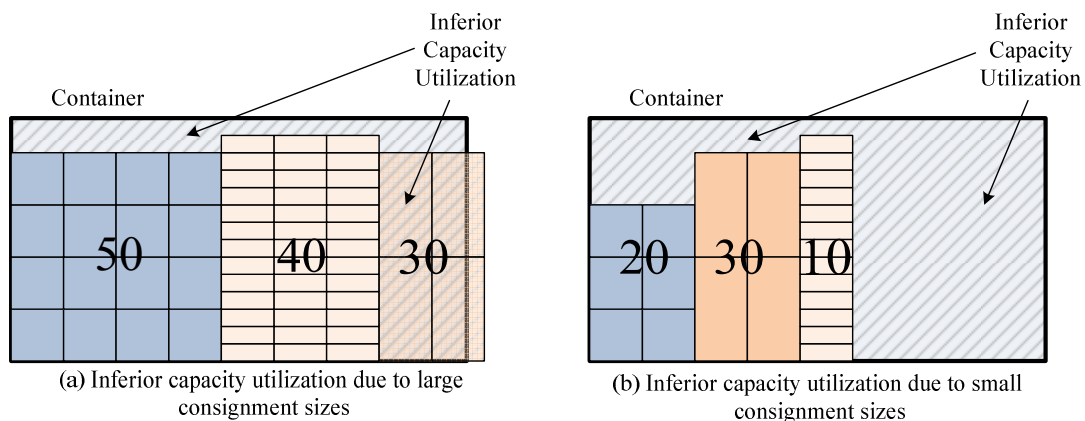 Inferior
Capacity
Utilization
Container
50
40
30
(a) Inferior capacity utilization due to large
consignment sizes
Inferior
Capacity
Utilization
Container
20
30
10
(b) Inferior capacity utilization due to small
consignment sizes